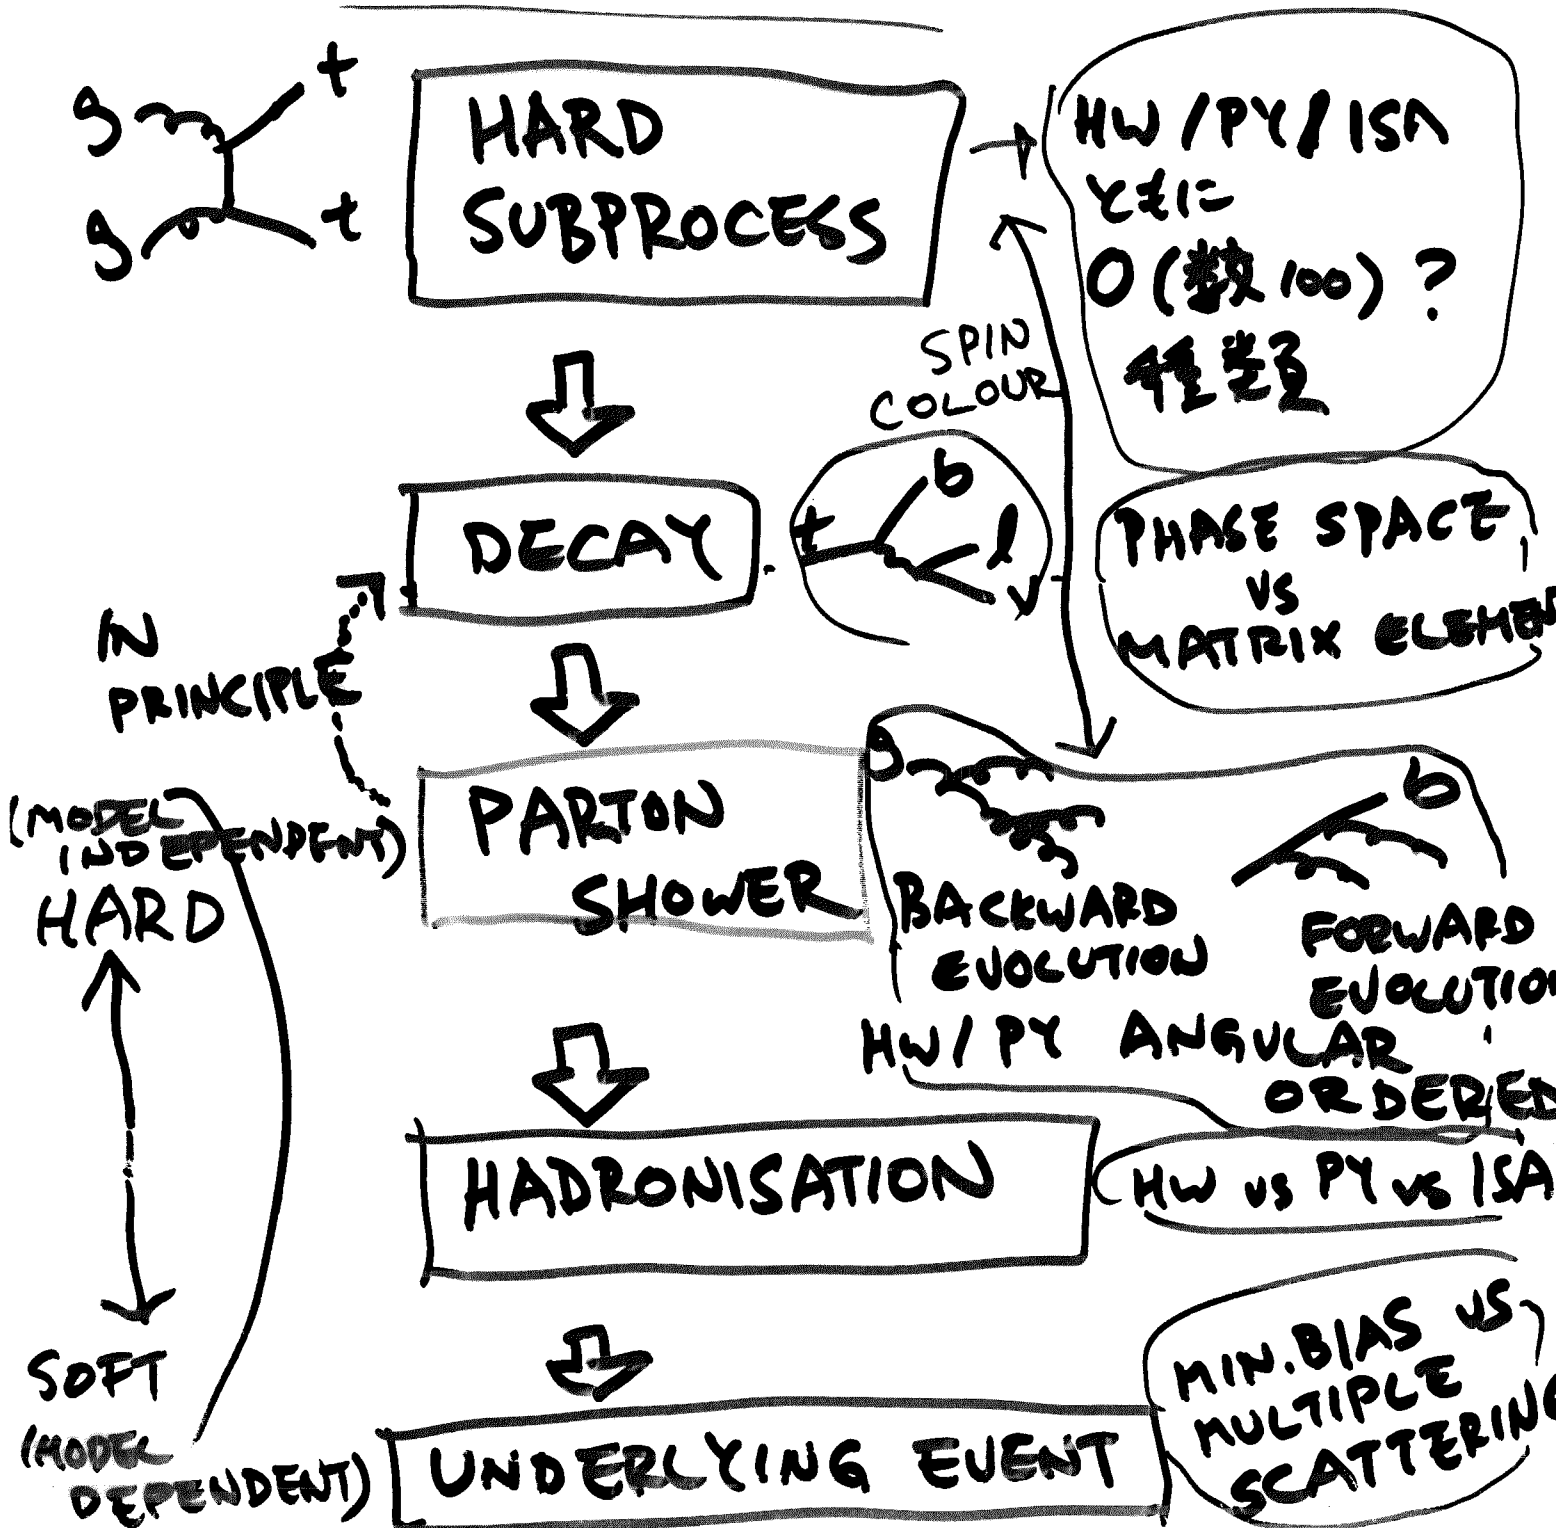 g
t
g
t
HARD
SUBPROCESS
HW / PY / ISA
ともに
O (数100) ?
種類
SPIN
COLOUR
DECAY
t
b
l
ν
PHASE SPACE
VS
MATRIX ELEMEN
IN
PRINCIPLE
(MODEL
INDEPENDENT)
HARD
PARTON
SHOWER
g
b
BACKWARD
EVOLUTION
FORWARD
EVOLUTION
HW / PY ANGULAR
ORDERED
HADRONISATION
HW vs PY vs ISA
SOFT
(MODEL
DEPENDENT)
UNDERLYING EVENT
MIN.BIAS VS
MULTIPLE
SCATTERING